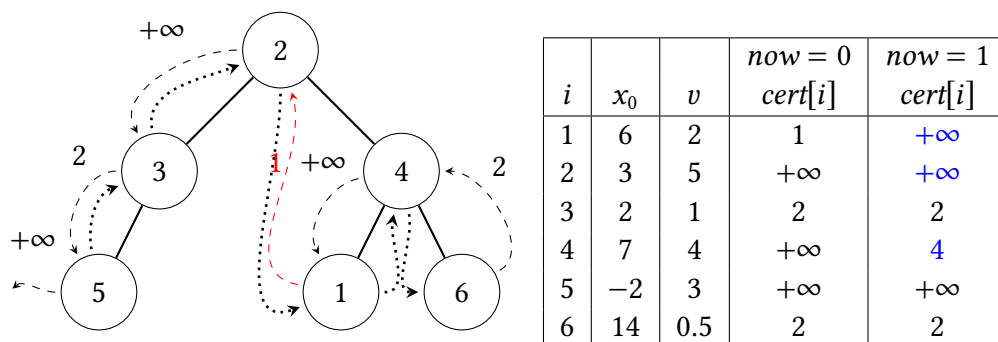 +∞
2
3
4
2
+∞
2
1
+∞
5
1
6
now = 0 now = 1
i x₀ v cert[i] cert[i]
1 6 2 1 +∞
2 3 5 +∞ +∞
3 2 1 2 2
4 7 4 +∞ 4
5 −2 3 +∞ +∞
6 14 0.5 2 2